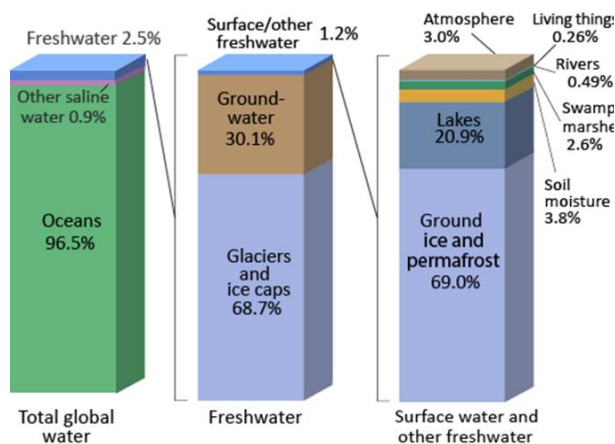 Freshwater 2.5%
Other saline
water 0.9%
Oceans
96.5%
Total global
water
Surface/other
freshwater
1.2%
Ground-
water
30.1%
Glaciers
and
ice caps
68.7%
Freshwater
Atmosphere
3.0%
Living things
0.26%
Rivers
0.49%
Swamp
marshe
2.6%
Soil
moisture
3.8%
Lakes
20.9%
Ground
ice and
permafrost
69.0%
Surface water and
other freshwater